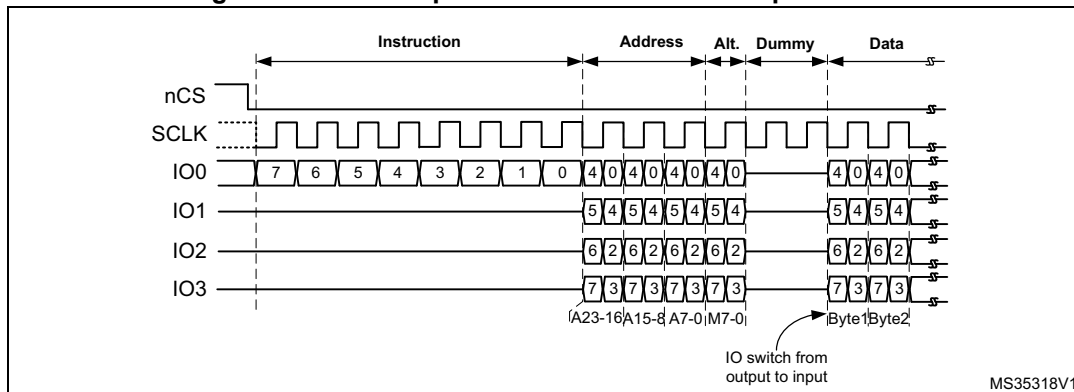 Instruction Address Alt. Dummy Data
nCS
SCLK
IO0 7 6 5 4 3 2 1 0 4 0 4 0 4 0 4 0 4 0 4 0
IO1 5 4 5 4 5 4 5 4 5 4 5 4
IO2 6 2 6 2 6 2 6 2 6 2 6 2
IO3 7 3 7 3 7 3 7 3 7 3 7 3
A23-16 A15-8 A7-0 M7-0 Byte1 Byte2
IO switch from
output to input
MS35318V1